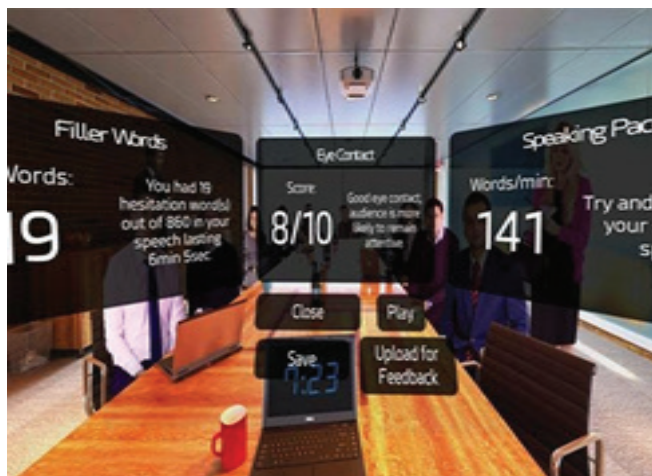 Filler Words
Words:
19
You had 19
hesitation word(s)
out of 860 in your
speech lasting
6min 5sec.
Eye Contact
Score:
8/10
Good eye contact,
audience is more
likely to remain
attentive
Speaking Pac
Words/min:
141
Try and
your
s
Close
Play
Save
Upload for
Feedback
7:23